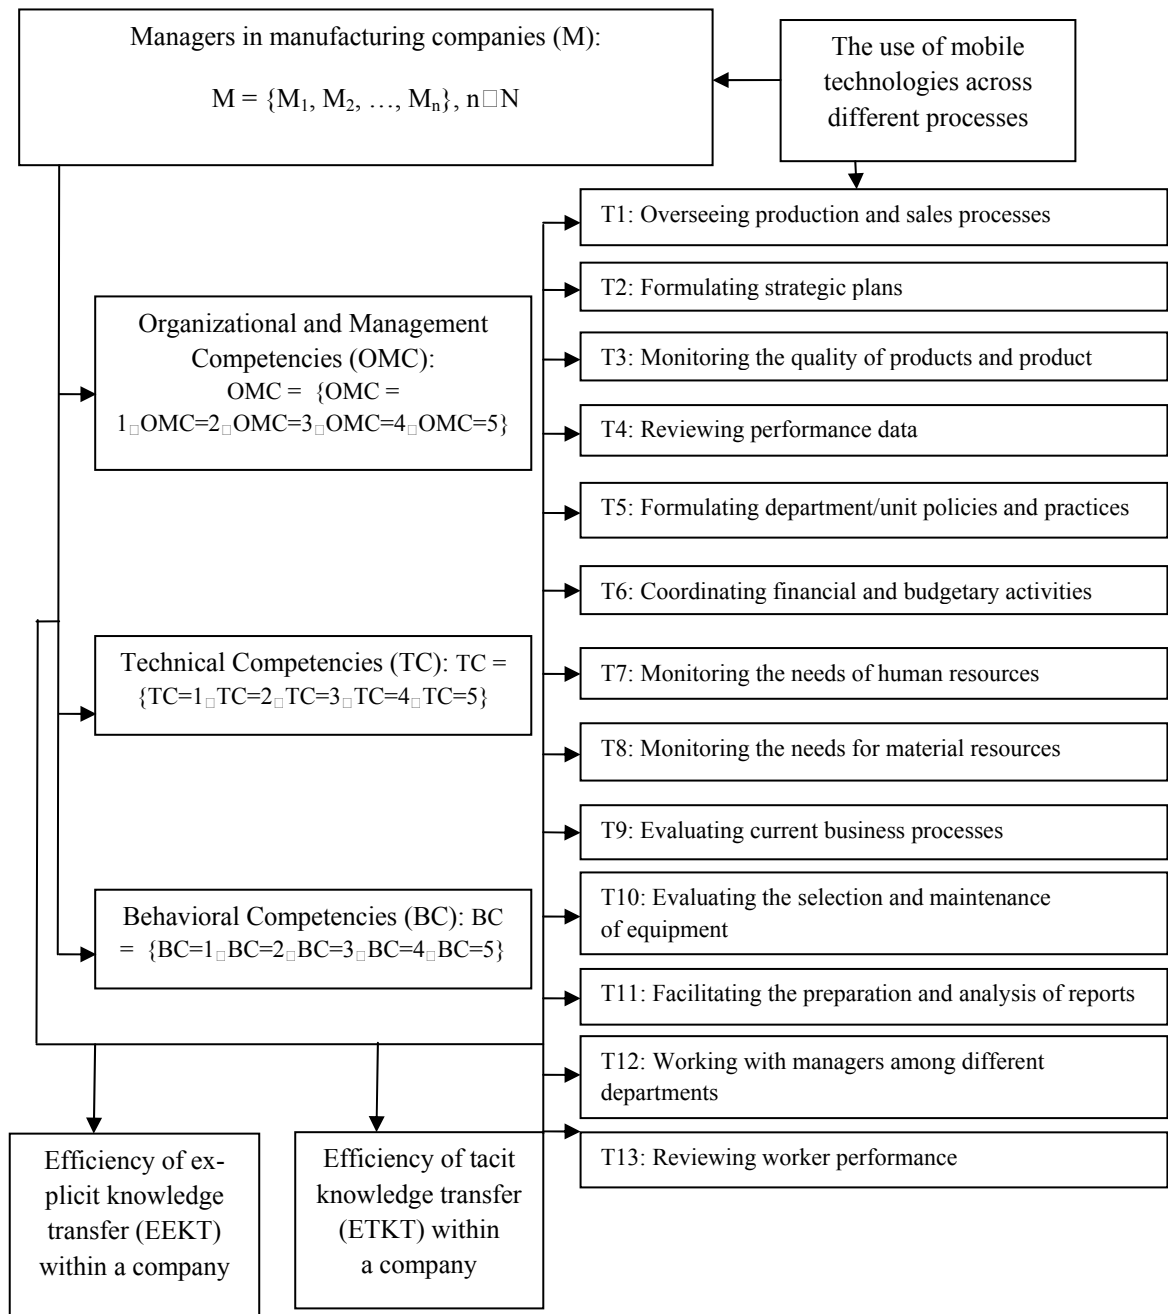 Managers in manufacturing companies (M):
M = {M1, M2, …, Mn}, n□N
The use of mobile
technologies across
different processes
Organizational and Management
Competencies (OMC):
OMC = {OMC =
1□OMC=2□OMC=3□OMC=4□OMC=5}
Technical Competencies (TC): TC =
{TC=1□TC=2□TC=3□TC=4□TC=5}
Behavioral Competencies (BC): BC
= {BC=1□BC=2□BC=3□BC=4□BC=5}
T1: Overseeing production and sales processes
T2: Formulating strategic plans
T3: Monitoring the quality of products and product
T4: Reviewing performance data
T5: Formulating department/unit policies and practices
T6: Coordinating financial and budgetary activities
T7: Monitoring the needs of human resources
T8: Monitoring the needs for material resources
T9: Evaluating current business processes
T10: Evaluating the selection and maintenance
of equipment
T11: Facilitating the preparation and analysis of reports
T12: Working with managers among different
departments
T13: Reviewing worker performance
Efficiency of ex-
plicit knowledge
transfer (EEKT)
within a company
Efficiency of tacit
knowledge transfer
(ETKT) within
a company